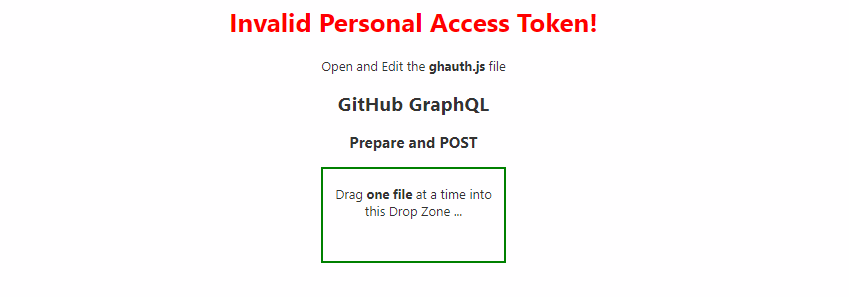 Invalid Personal Access Token!
Open and Edit the ghauth.js file
GitHub GraphQL
Prepare and POST
Drag one file at a time into
this Drop Zone ...